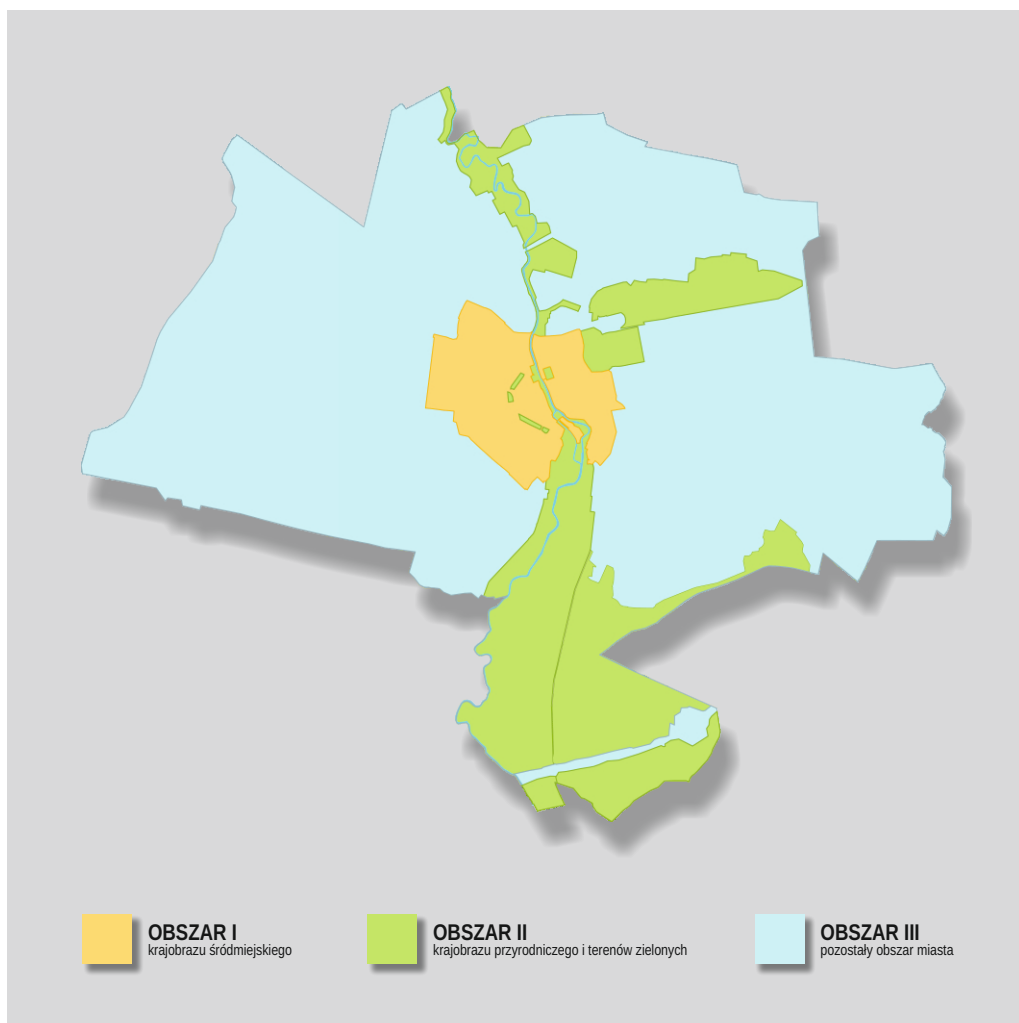 OBSZAR I
krajobrazu śródmiejskiego
OBSZAR II
krajobrazu przyrodniczego i terenów zielonych
OBSZAR III
pozostały obszar miasta